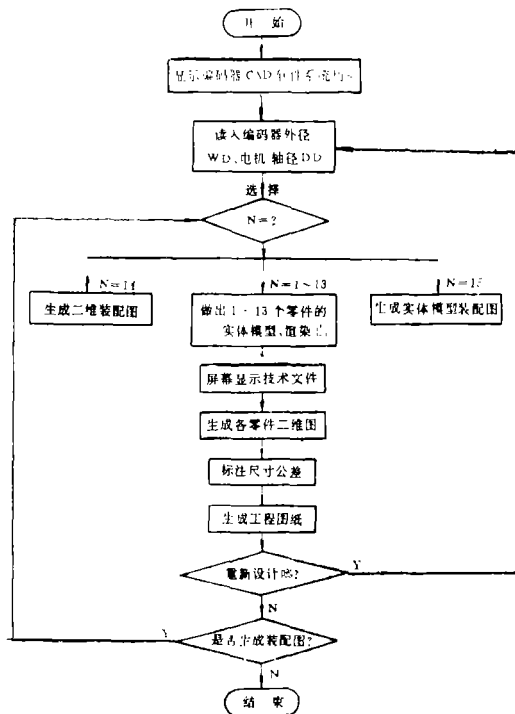 开 始
显示编码器CAD软件系统
读入编码器外径
WD、电机轴径DD
选 择
N=?
N=14
N=1~13
N=15
生成二维装配图
做出1~13个零件的
实体模型、渲染
生成实体模型装配图
屏幕显示技术文件
生成各零件二维图
标注尺寸公差
生成工程图纸
重新设计吗?
Y
N
是否生成装配图?
Y
N
结 束